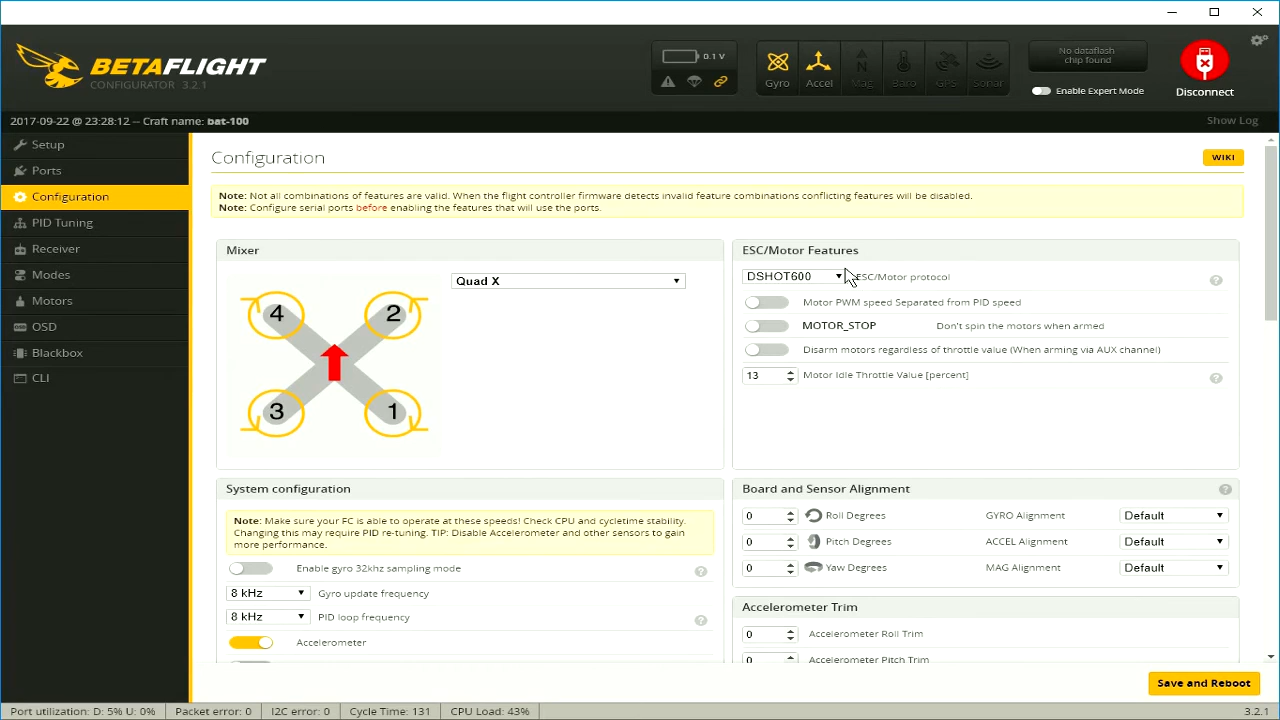 BETAFLIGHT
CONFIGURATOR 3.2.1
0.1 V
Gyro
Accel
Mag
Baro
GPS
Sonar
No dataflash
chip found
Enable Expert Mode
Disconnect
2017-09-22 @ 23:28:12 -- Craft name: bat-100
Show Log
Setup
Ports
Configuration
PID Tuning
Receiver
Modes
Motors
OSD
Blackbox
CLI
Configuration
WIKI
Note: Not all combinations of features are valid. When the flight controller firmware detects invalid feature combinations conflicting features will be disabled.
Note: Configure serial ports before enabling the features that will use the ports.
Mixer
Quad X
4
2
3
1
ESC/Motor Features
DSHOT600
ESC/Motor protocol
Motor PWM speed Separated from PID speed
MOTOR_STOP Don't spin the motors when armed
Disarm motors regardless of throttle value (When arming via AUX channel)
13 Motor Idle Throttle Value [percent]
System configuration
Note: Make sure your FC is able to operate at these speeds! Check CPU and cycletime stability.
Changing this may require PID re-tuning. TIP: Disable Accelerometer and other sensors to gain
more performance.
Enable gyro 32khz sampling mode
8 kHz Gyro update frequency
8 kHz PID loop frequency
Accelerometer
Board and Sensor Alignment
0 Roll Degrees GYRO Alignment Default
0 Pitch Degrees ACCEL Alignment Default
0 Yaw Degrees MAG Alignment Default
Accelerometer Trim
0 Accelerometer Roll Trim
0 Accelerometer Pitch Trim
Save and Reboot
Port utilization: D: 5% U: 0% Packet error: 0 I2C error: 0 Cycle Time: 131 CPU Load: 43% 3.2.1